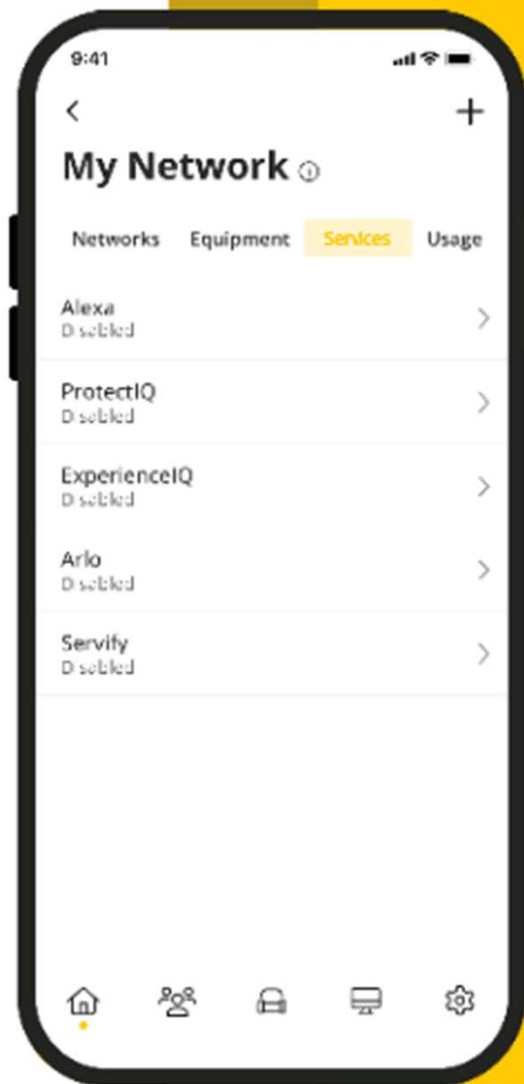 9:41
My Network
Networks Equipment Services Usage
Alexa
Disabled
ProtectIQ
Disabled
ExperienceIQ
Disabled
Arlo
Disabled
Servify
Disabled